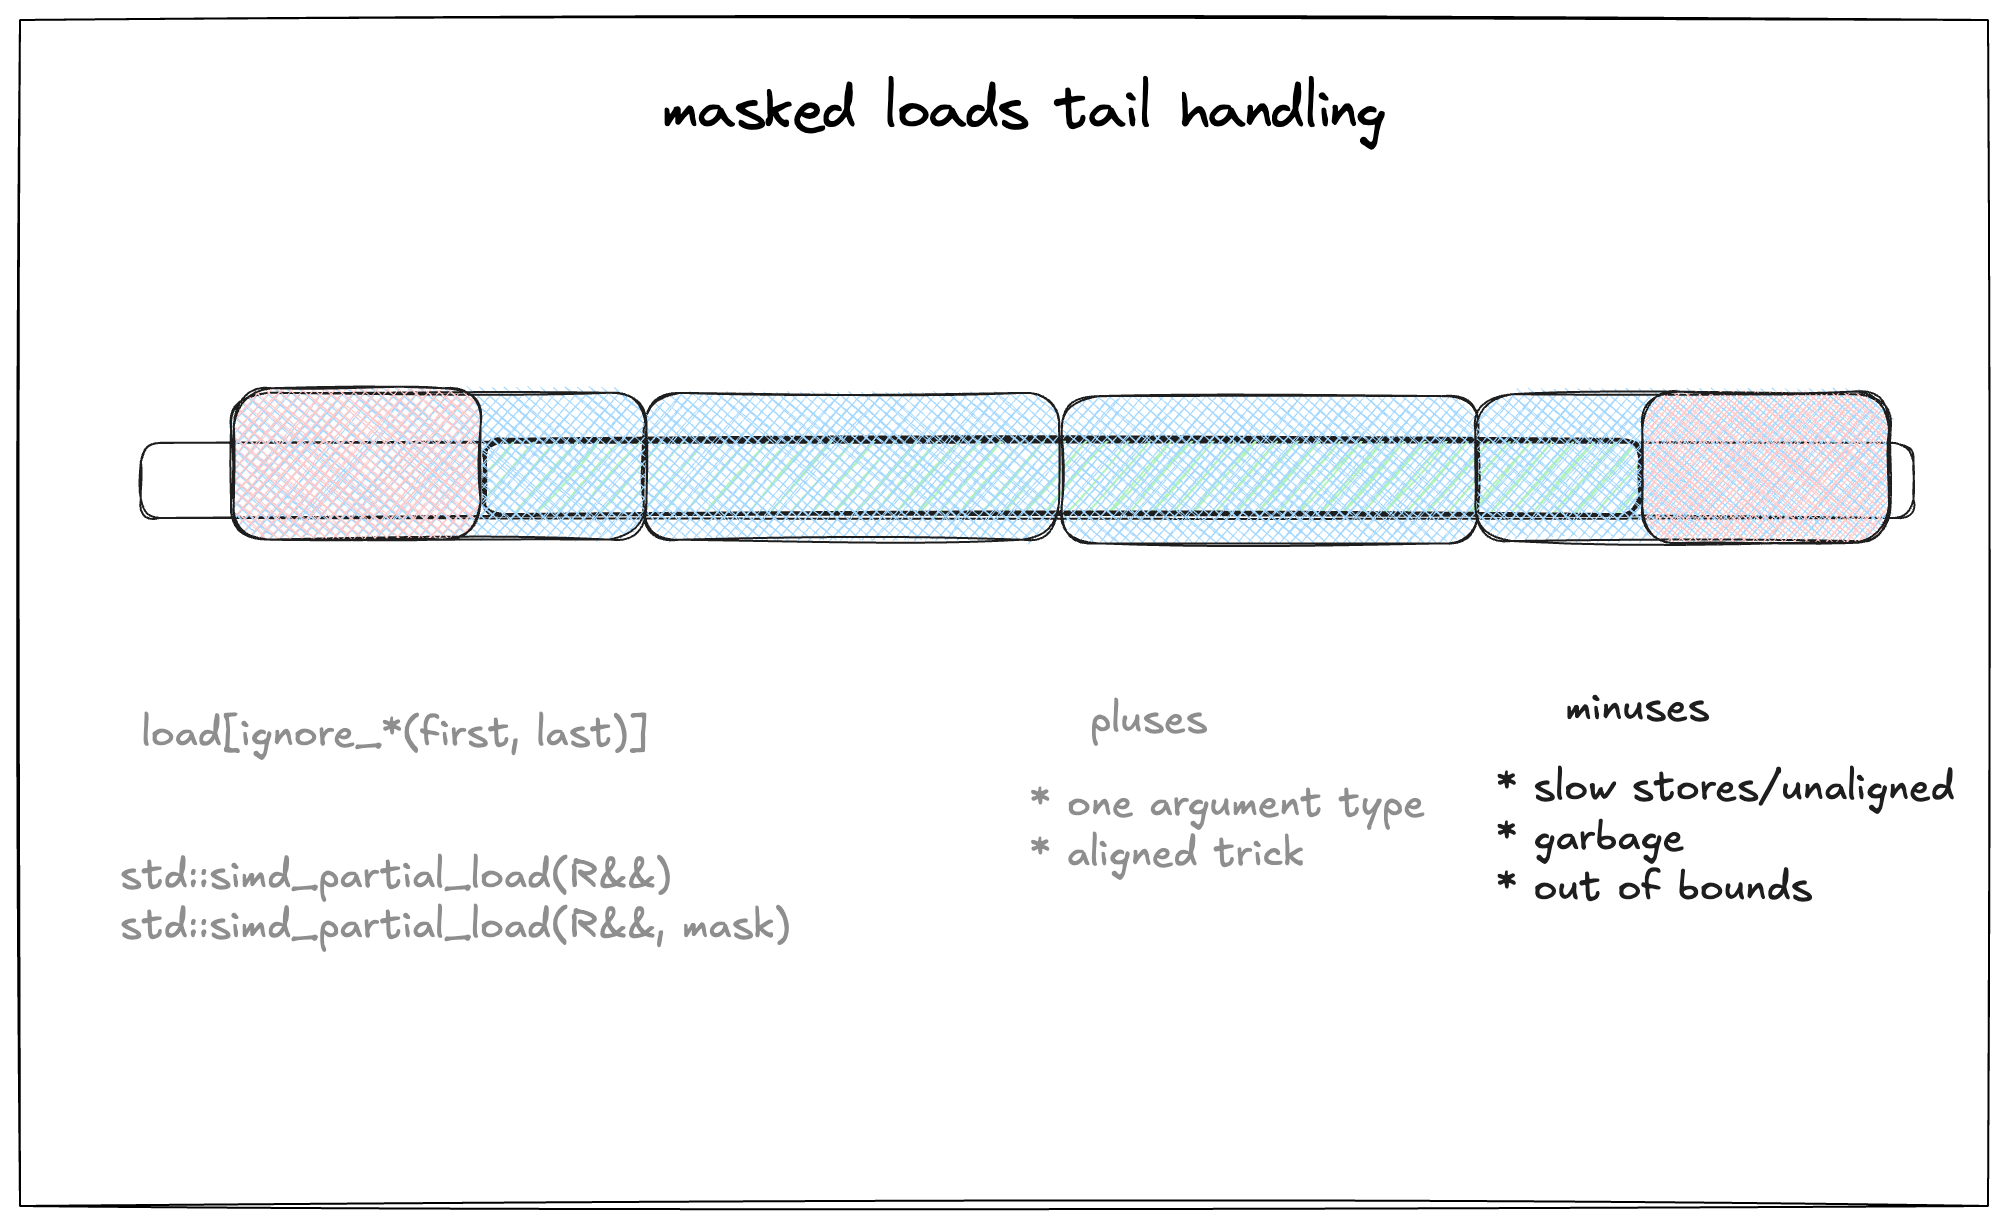 masked loads tail handling
load[ignore_*(first, last)]
std::simd_partial_load(R&&)
std::simd_partial_load(R&&, mask)
pluses
* one argument type
* aligned trick
minuses
* slow stores/unaligned
* garbage
* out of bounds